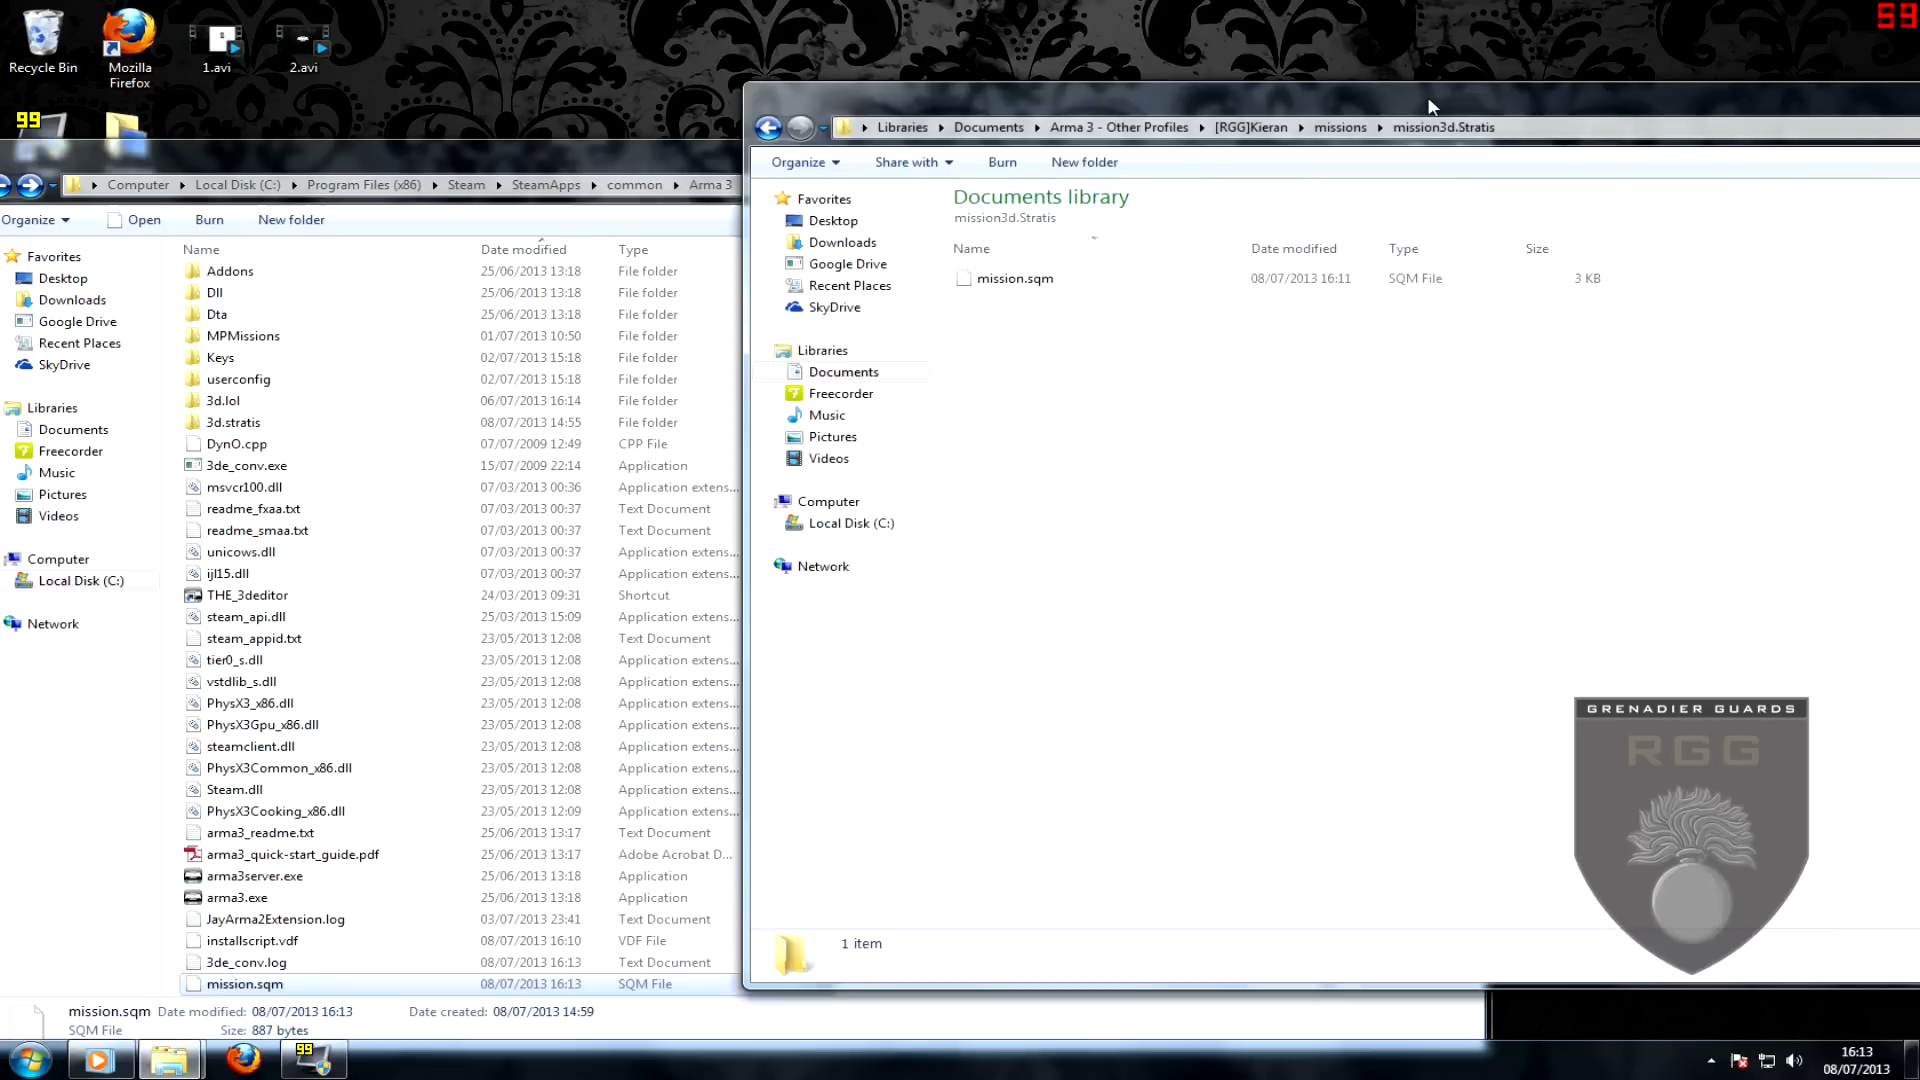 59
Recycle Bin
Mozilla
Firefox
1.avi
2.avi
99
Libraries Documents Arma 3 - Other Profiles [RGG]Kieran missions mission3d.Stratis
Organize Share with Burn New folder
Computer Local Disk (C:) Program Files (x86) Steam SteamApps common Arma 3
Organize Open Burn New folder
Favorites
Desktop
Downloads
Google Drive
Recent Places
SkyDrive
Libraries
Documents
Freecorder
Music
Pictures
Videos
Computer
Local Disk (C:)
Network
Name Date modified Type
Addons 25/06/2013 13:18 File folder
Dll 25/06/2013 13:18 File folder
Dta 25/06/2013 13:18 File folder
MPMissions 01/07/2013 10:50 File folder
Keys 02/07/2013 15:18 File folder
userconfig 02/07/2013 15:18 File folder
3d.lol 06/07/2013 16:14 File folder
3d.stratis 08/07/2013 14:55 File folder
DynO.cpp 07/07/2009 12:49 CPP File
3de_conv.exe 15/07/2009 22:14 Application
msvcr100.dll 07/03/2013 00:36 Application extens...
readme_fxaa.txt 07/03/2013 00:37 Text Document
readme_smaa.txt 07/03/2013 00:37 Text Document
unicows.dll 07/03/2013 00:37 Application extens...
ijl15.dll 07/03/2013 00:37 Application extens...
THE_3deditor 24/03/2013 09:31 Shortcut
steam_api.dll 25/03/2013 15:09 Application extens...
steam_appid.txt 23/05/2013 12:08 Text Document
tier0_s.dll 23/05/2013 12:08 Application extens...
vstdlib_s.dll 23/05/2013 12:08 Application extens...
PhysX3_x86.dll 23/05/2013 12:08 Application extens...
PhysX3Gpu_x86.dll 23/05/2013 12:08 Application extens...
steamclient.dll 23/05/2013 12:08 Application extens...
PhysX3Common_x86.dll 23/05/2013 12:08 Application extens...
Steam.dll 23/05/2013 12:08 Application extens...
PhysX3Cooking_x86.dll 23/05/2013 12:09 Application extens...
arma3_readme.txt 25/06/2013 13:17 Text Document
arma3_quick-start_guide.pdf 25/06/2013 13:17 Adobe Acrobat D...
arma3server.exe 25/06/2013 13:18 Application
arma3.exe 25/06/2013 13:18 Application
JayArma2Extension.log 03/07/2013 23:41 Text Document
installscript.vdf 08/07/2013 16:10 VDF File
3de_conv.log 08/07/2013 16:13 Text Document
mission.sqm 08/07/2013 16:13 SQM File
mission.sqm Date modified: 08/07/2013 16:13 Date created: 08/07/2013 14:59
SQM File Size: 887 bytes
Favorites
Desktop
Downloads
Google Drive
Recent Places
SkyDrive
Libraries
Documents
Freecorder
Music
Pictures
Videos
Computer
Local Disk (C:)
Network
Documents library
mission3d.Stratis
Name Date modified Type Size
mission.sqm 08/07/2013 16:11 SQM File 3 KB
1 item
GRENADIER GUARDS
RGG
99
16:13
08/07/2013